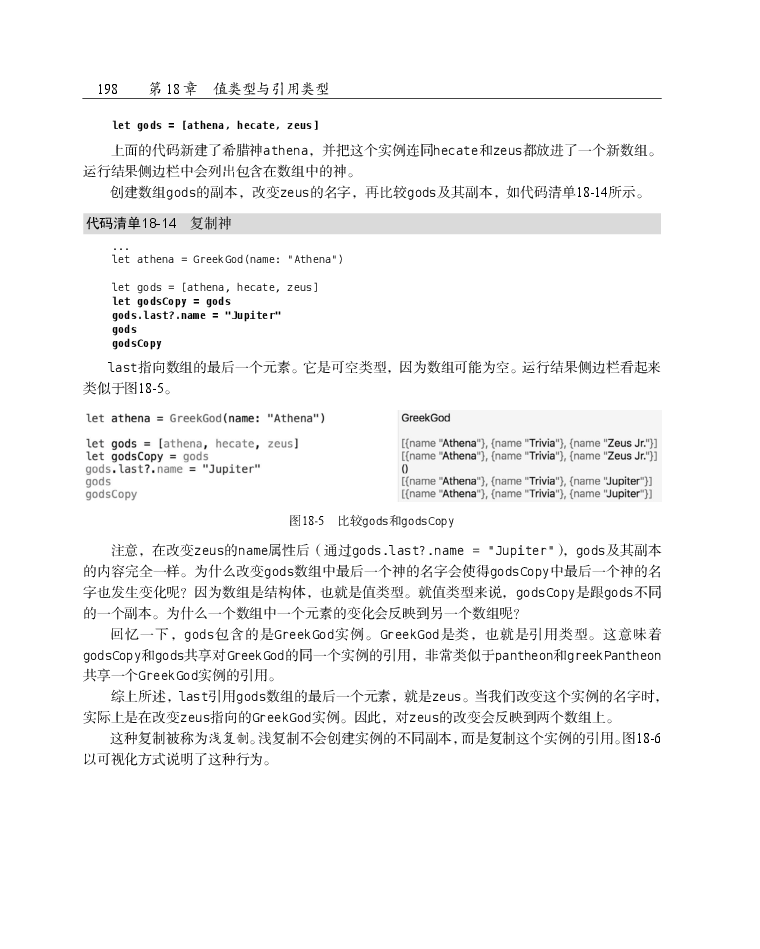 198 第 18 章 值类型与引用类型
let gods = [athena, hecate, zeus]
上面的代码新建了希腊神athena，并把这个实例连同hecate和zeus都放进了一个新数组。
运行结果侧边栏中会列出包含在数组中的神。
创建数组gods的副本，改变zeus的名字，再比较gods及其副本，如代码清单18-14所示。
代码清单18-14 复制神
...
let athena = GreekGod(name: "Athena")
let gods = [athena, hecate, zeus]
let godsCopy = gods
gods.last?.name = "Jupiter"
gods
godsCopy
last指向数组的最后一个元素。它是可空类型，因为数组可能为空。运行结果侧边栏看起来
类似于图18-5。
let athena = GreekGod(name: "Athena") GreekGod
let gods = [athena, hecate, zeus] [{name "Athena"}, {name "Trivia"}, {name "Zeus Jr."}]
let godsCopy = gods [{name "Athena"}, {name "Trivia"}, {name "Zeus Jr."}]
gods.last?.name = "Jupiter" ()
gods [{name "Athena"}, {name "Trivia"}, {name "Jupiter"}]
godsCopy [{name "Athena"}, {name "Trivia"}, {name "Jupiter"}]
图18-5 比较gods和godsCopy
注意，在改变zeus的name属性后（通过gods.last?.name = "Jupiter"），gods及其副本
的内容完全一样。为什么改变gods数组中最后一个神的名字会使得godsCopy中最后一个神的名
字也发生变化呢？因为数组是结构体，也就是值类型。就值类型来说，godsCopy是跟gods不同
的一个副本。为什么一个数组中一个元素的变化会反映到另一个数组呢？
回忆一下，gods包含的是GreekGod实例。GreekGod是类，也就是引用类型。这意味着
godsCopy和gods共享对GreekGod的同一个实例的引用，非常类似于pantheon和greekPantheon
共享一个GreekGod实例的引用。
综上所述，last引用gods数组的最后一个元素，就是zeus。当我们改变这个实例的名字时，
实际上是在改变zeus指向的GreekGod实例。因此，对zeus的改变会反映到两个数组上。
这种复制被称为浅复制。浅复制不会创建实例的不同副本，而是复制这个实例的引用。图18-6
以可视化方式说明了这种行为。